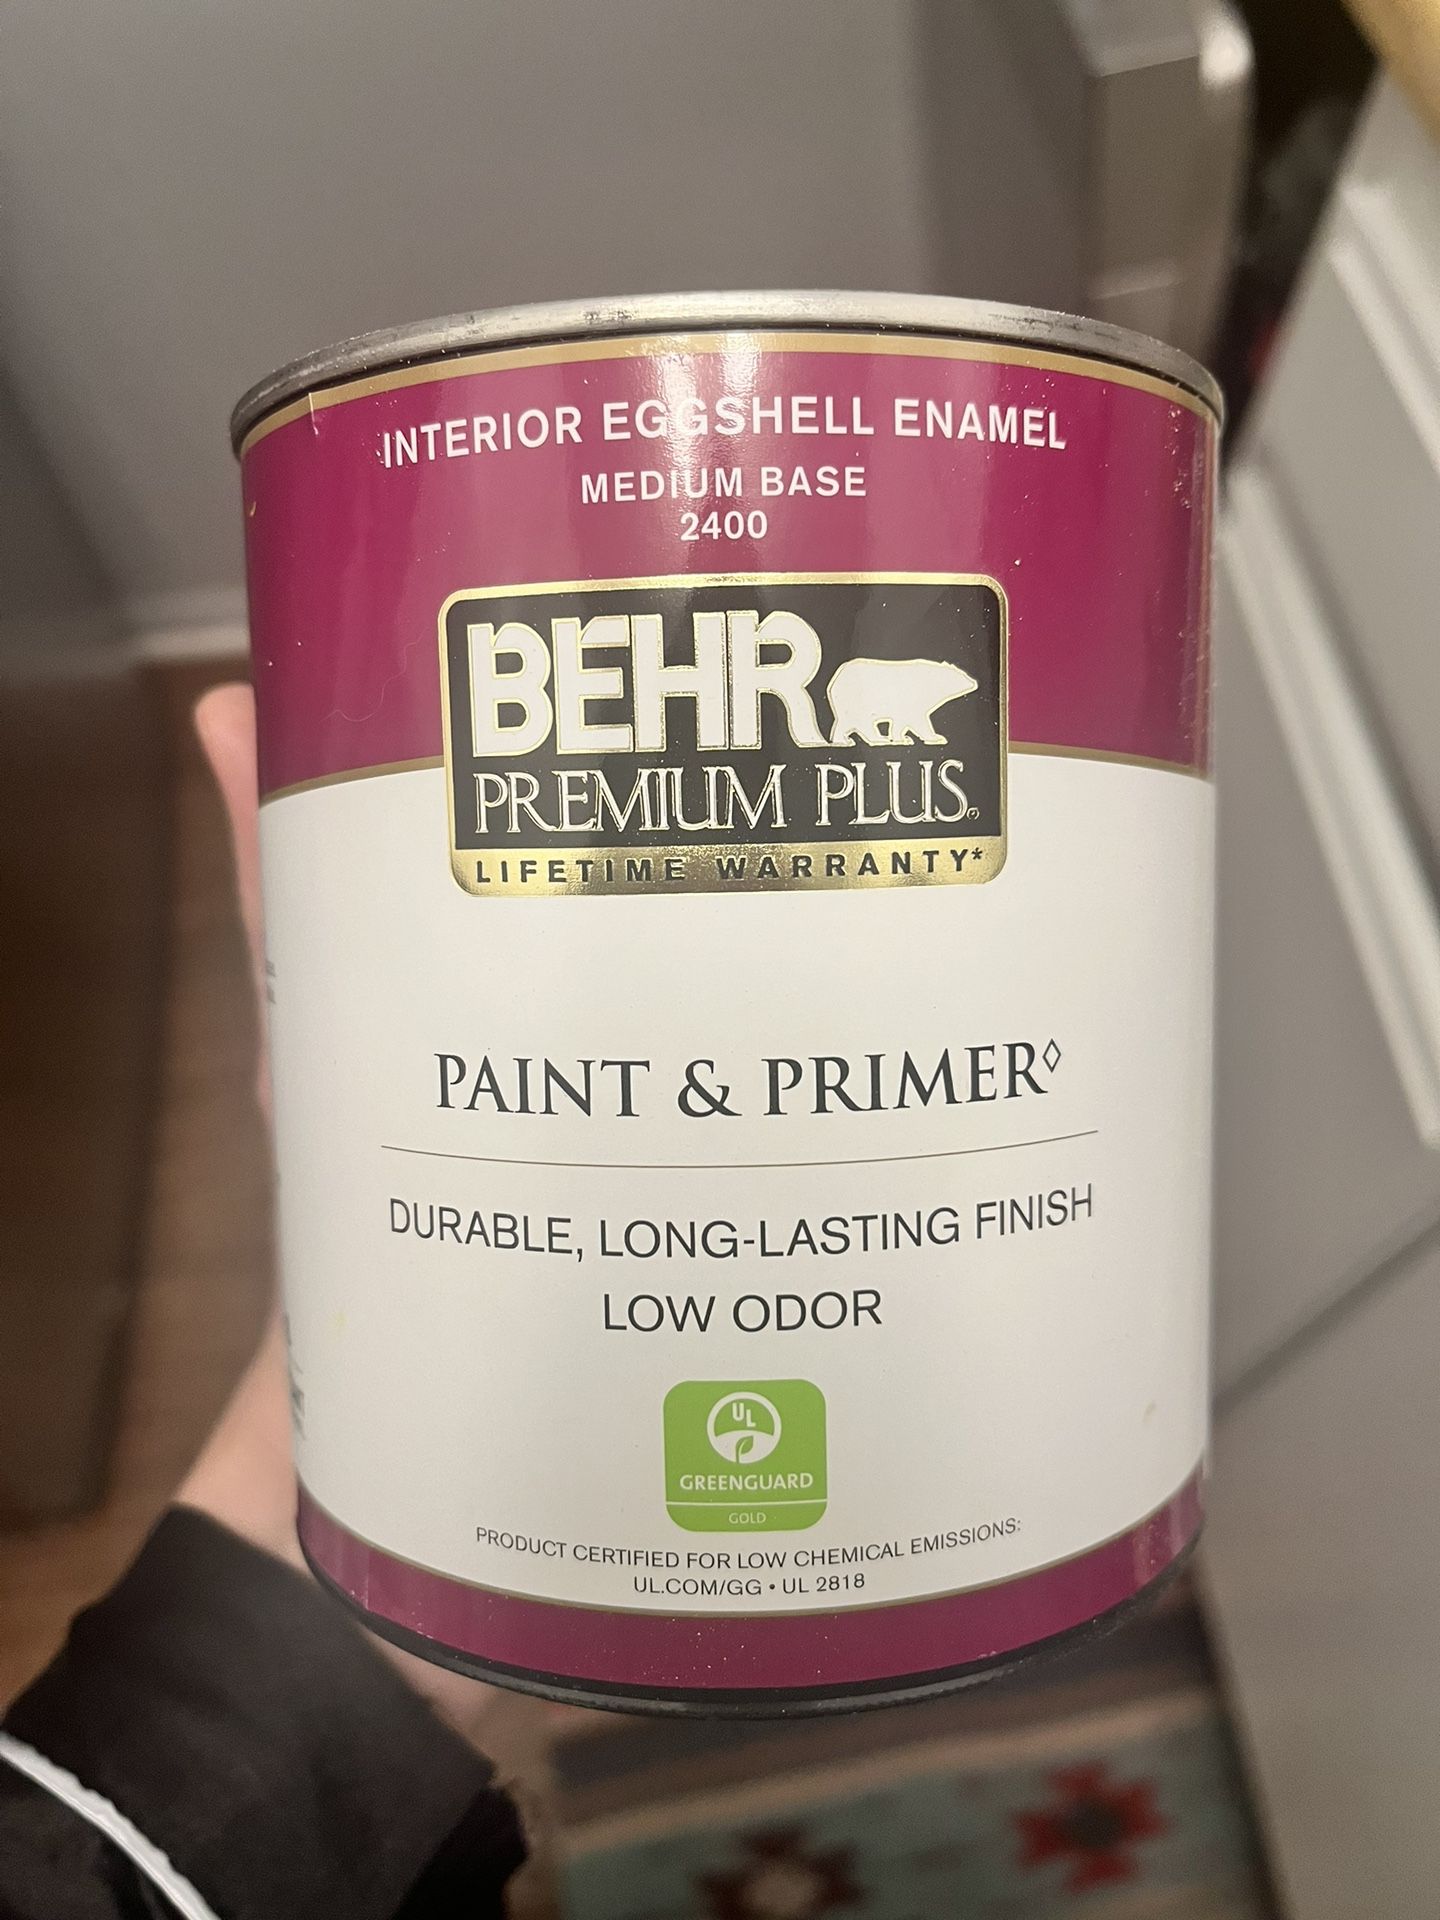 INTERIOR EGGSHELL ENAMEL
MEDIUM BASE
2400
BEHR
PREMIUM PLUS®
LIFETIME WARRANTY*
PAINT & PRIMER◊
DURABLE, LONG-LASTING FINISH
LOW ODOR
UL
GREENGUARD
GOLD
PRODUCT CERTIFIED FOR LOW CHEMICAL EMISSIONS:
UL.COM/GG • UL 2818